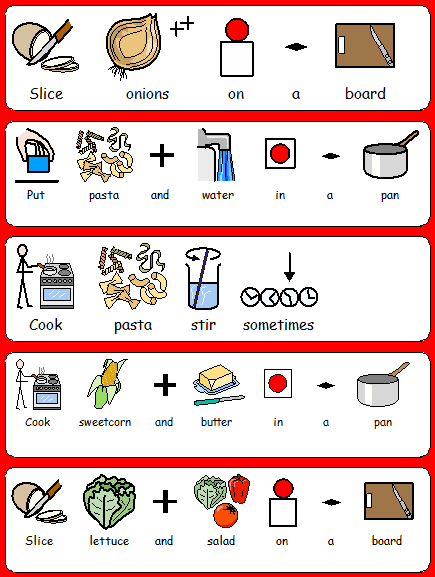 Slice onions on a board
Put pasta and water in a pan
Cook pasta stir sometimes
Cook sweetcorn and butter in a pan
Slice lettuce and salad on a board